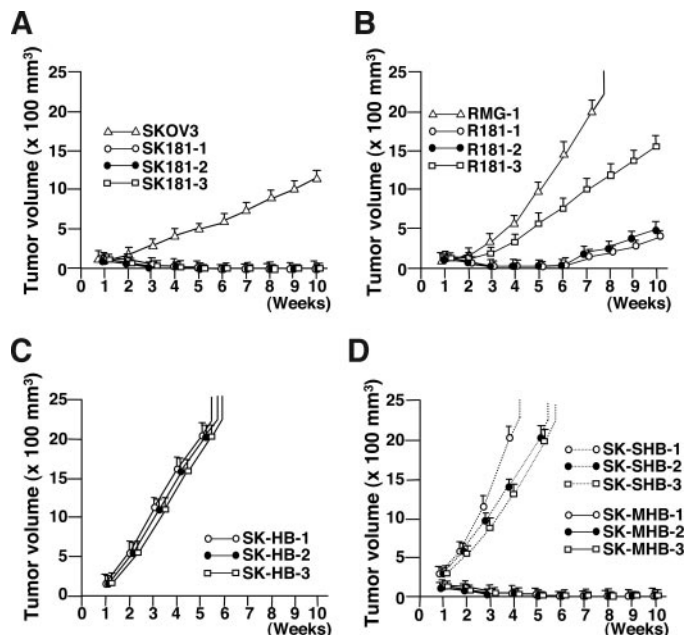 A
Tumor volume (x 100 mm³)
25
20
15
10
5
0
SKOV3
SK181-1
SK181-2
SK181-3
0 1 2 3 4 5 6 7 8 9 10
(Weeks)
B
Tumor volume (x 100 mm³)
25
20
15
10
5
0
RMG-1
R181-1
R181-2
R181-3
0 1 2 3 4 5 6 7 8 9 10
(Weeks)
C
Tumor volume (x 100 mm³)
25
20
15
10
5
0
SK-HB-1
SK-HB-2
SK-HB-3
0 1 2 3 4 5 6 7 8 9 10
(Weeks)
D
Tumor volume (x 100 mm³)
25
20
15
10
5
0
SK-SHB-1
SK-SHB-2
SK-SHB-3
SK-MHB-1
SK-MHB-2
SK-MHB-3
0 1 2 3 4 5 6 7 8 9 10
(Weeks)